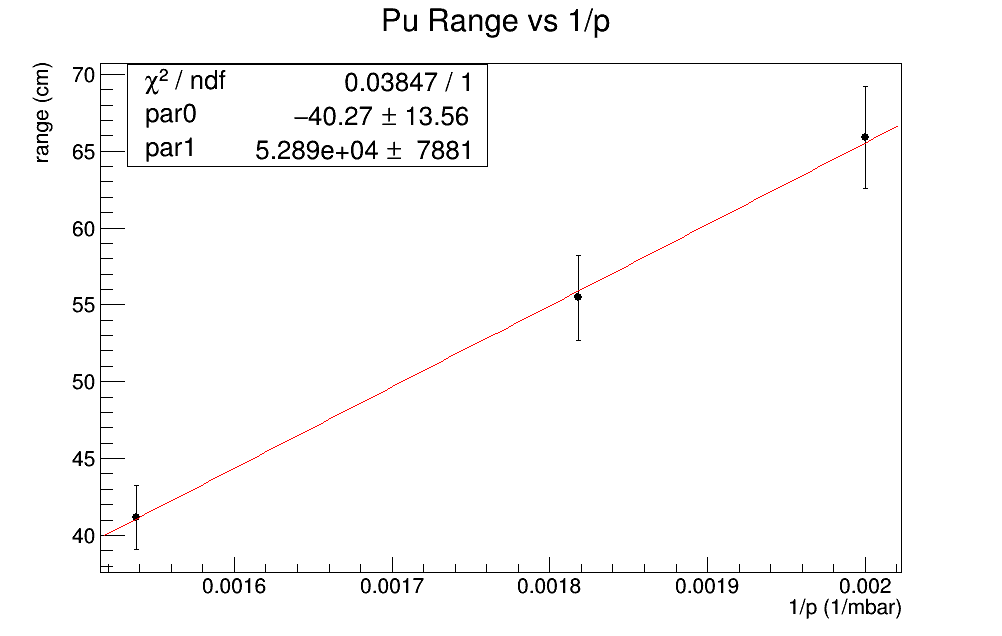 Pu Range vs 1/p
χ² / ndf 0.03847 / 1
par0 −40.27 ± 13.56
par1 5.289e+04 ± 7881
range (cm)
70
65
60
55
50
45
40
0.0016 0.0017 0.0018 0.0019 0.002
1/p (1/mbar)